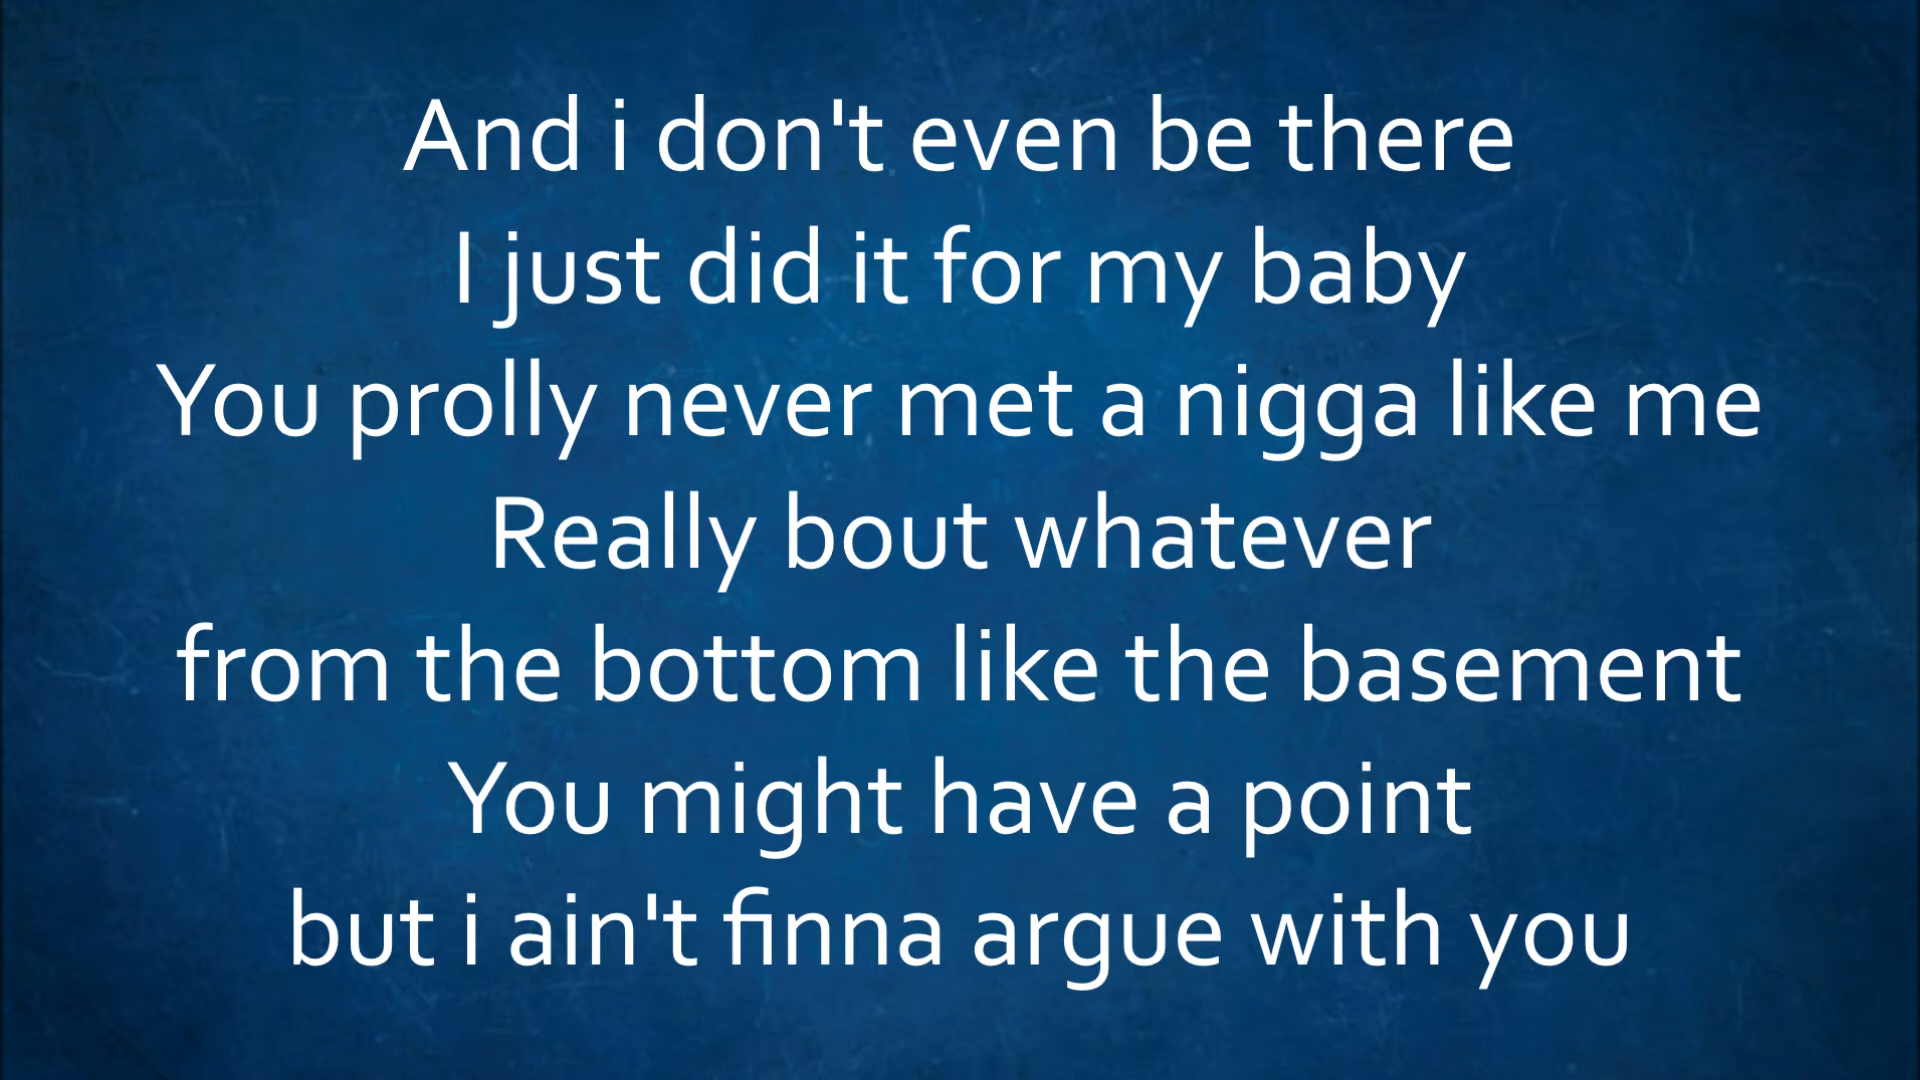 And i don't even be there
I just did it for my baby
You prolly never met a nigga like me
Really bout whatever
from the bottom like the basement
You might have a point
but i ain't finna argue with you